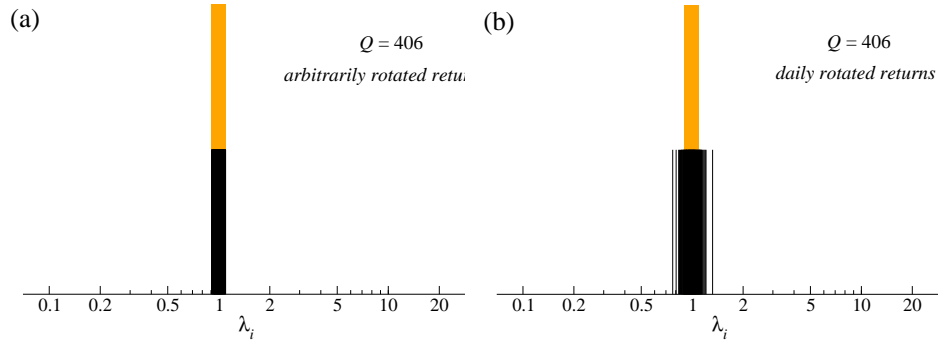 (a)
Q = 406
arbitrarily rotated
0.1 0.2 0.5 1 2 5 10 20
λi
(b)
Q = 406
daily rotated returns
0.1 0.2 0.5 1 2 5 10 20
λi